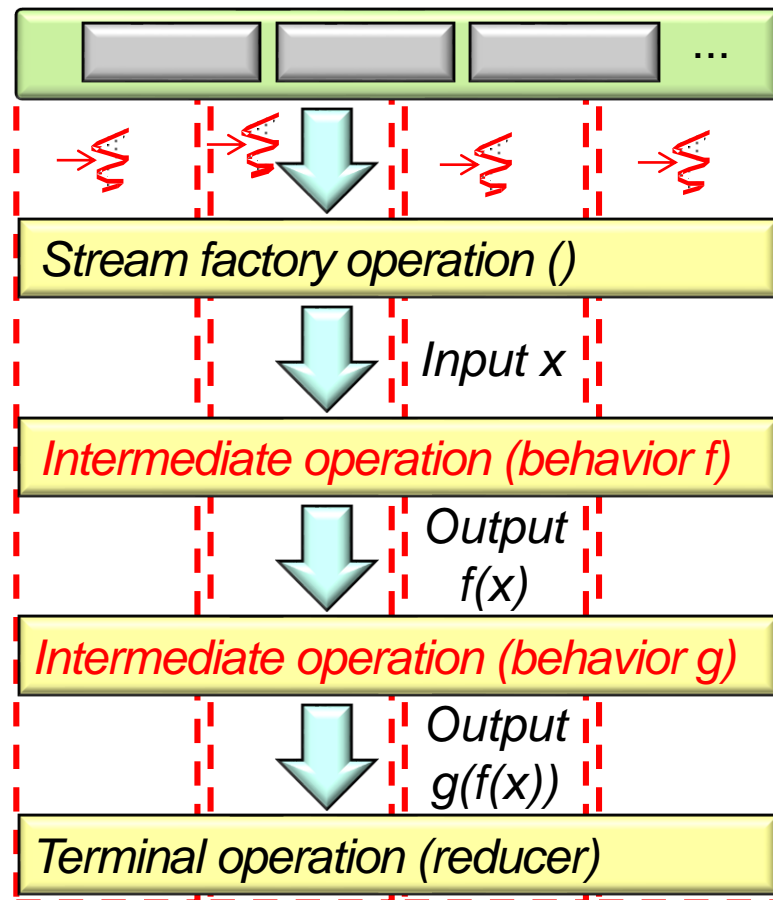 ...
Stream factory operation ()
Input x
Intermediate operation (behavior f)
Output
f(x)
Intermediate operation (behavior g)
Output
g(f(x))
Terminal operation (reducer)